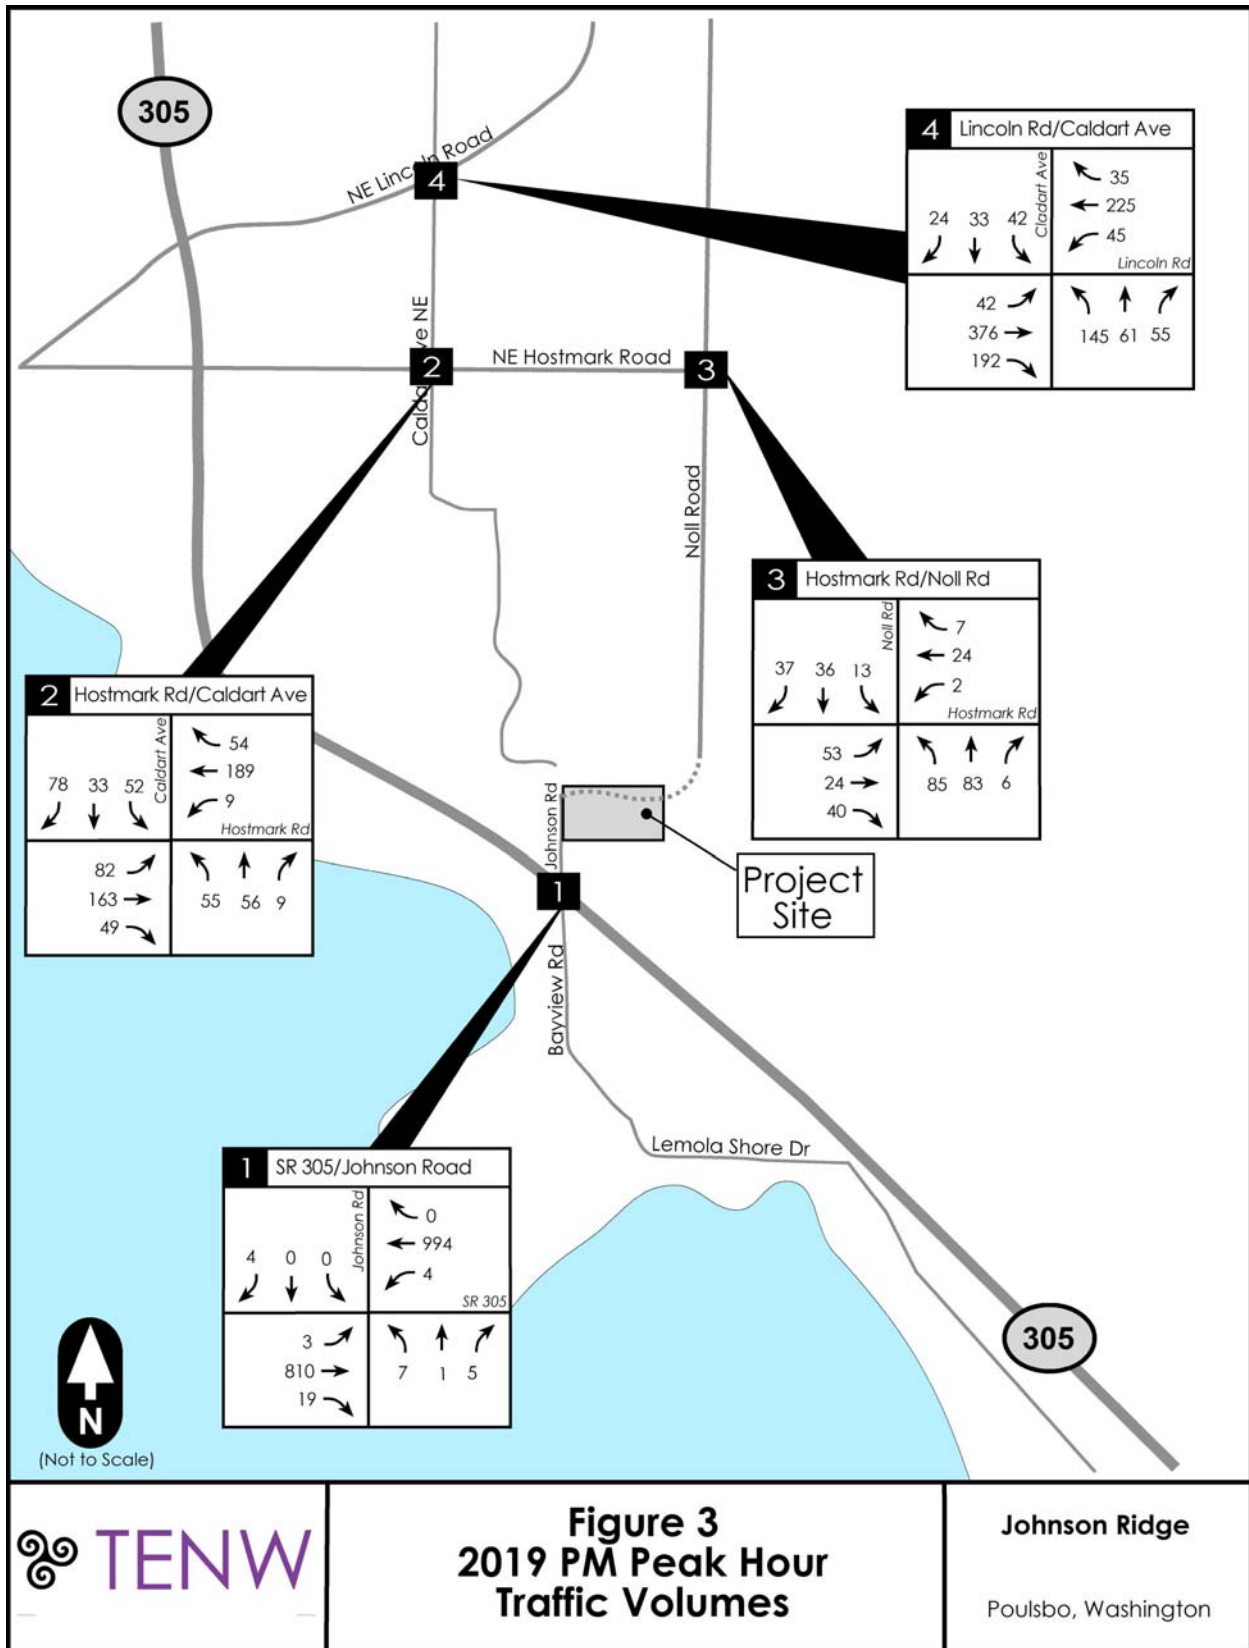 305
NE Lincoln Road
4
4 Lincoln Rd/Caldart Ave
Cladart Ave
35
225
45
24 33 42
Lincoln Rd
42
376
192
145 61 55
Caldart Ave NE
2
NE Hostmark Road
3
Noll Road
3 Hostmark Rd/Noll Rd
Noll Rd
7
24
2
37 36 13
Hostmark Rd
53
24
40
85 83 6
2 Hostmark Rd/Caldart Ave
Caldart Ave
54
189
9
78 33 52
Hostmark Rd
82
163
49
55 56 9
Johnson Rd
Project
Site
1
Bayview Rd
Lemola Shore Dr
1 SR 305/Johnson Road
Johnson Rd
0
994
4
4 0 0
SR 305
3
810
19
7 1 5
305
N
(Not to Scale)
TENW
Figure 3
2019 PM Peak Hour
Traffic Volumes
Johnson Ridge
Poulsbo, Washington